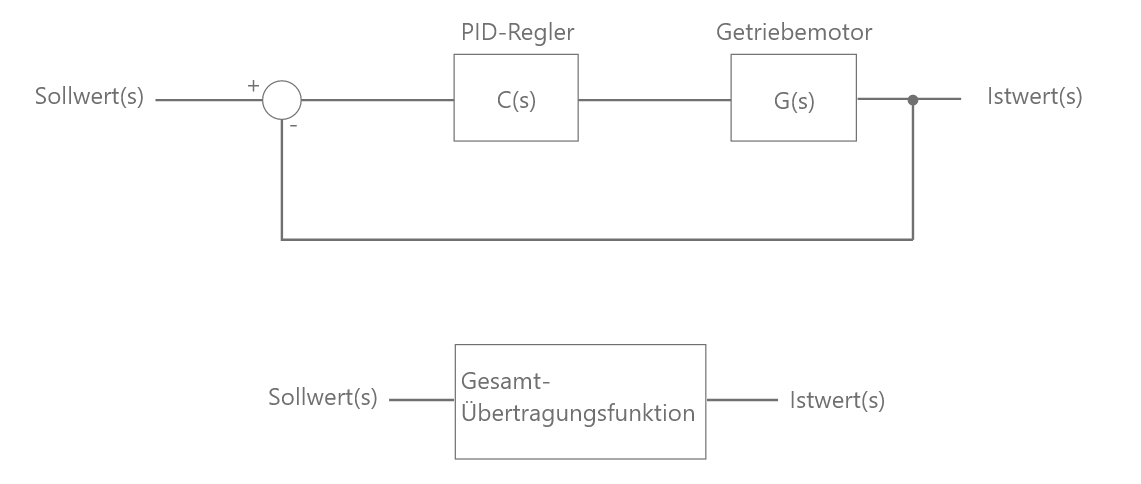 PID-Regler
Getriebemotor
Sollwert(s)
+
C(s)
G(s)
Istwert(s)
-
Sollwert(s)
Gesamt-
Übertragungsfunktion
Istwert(s)